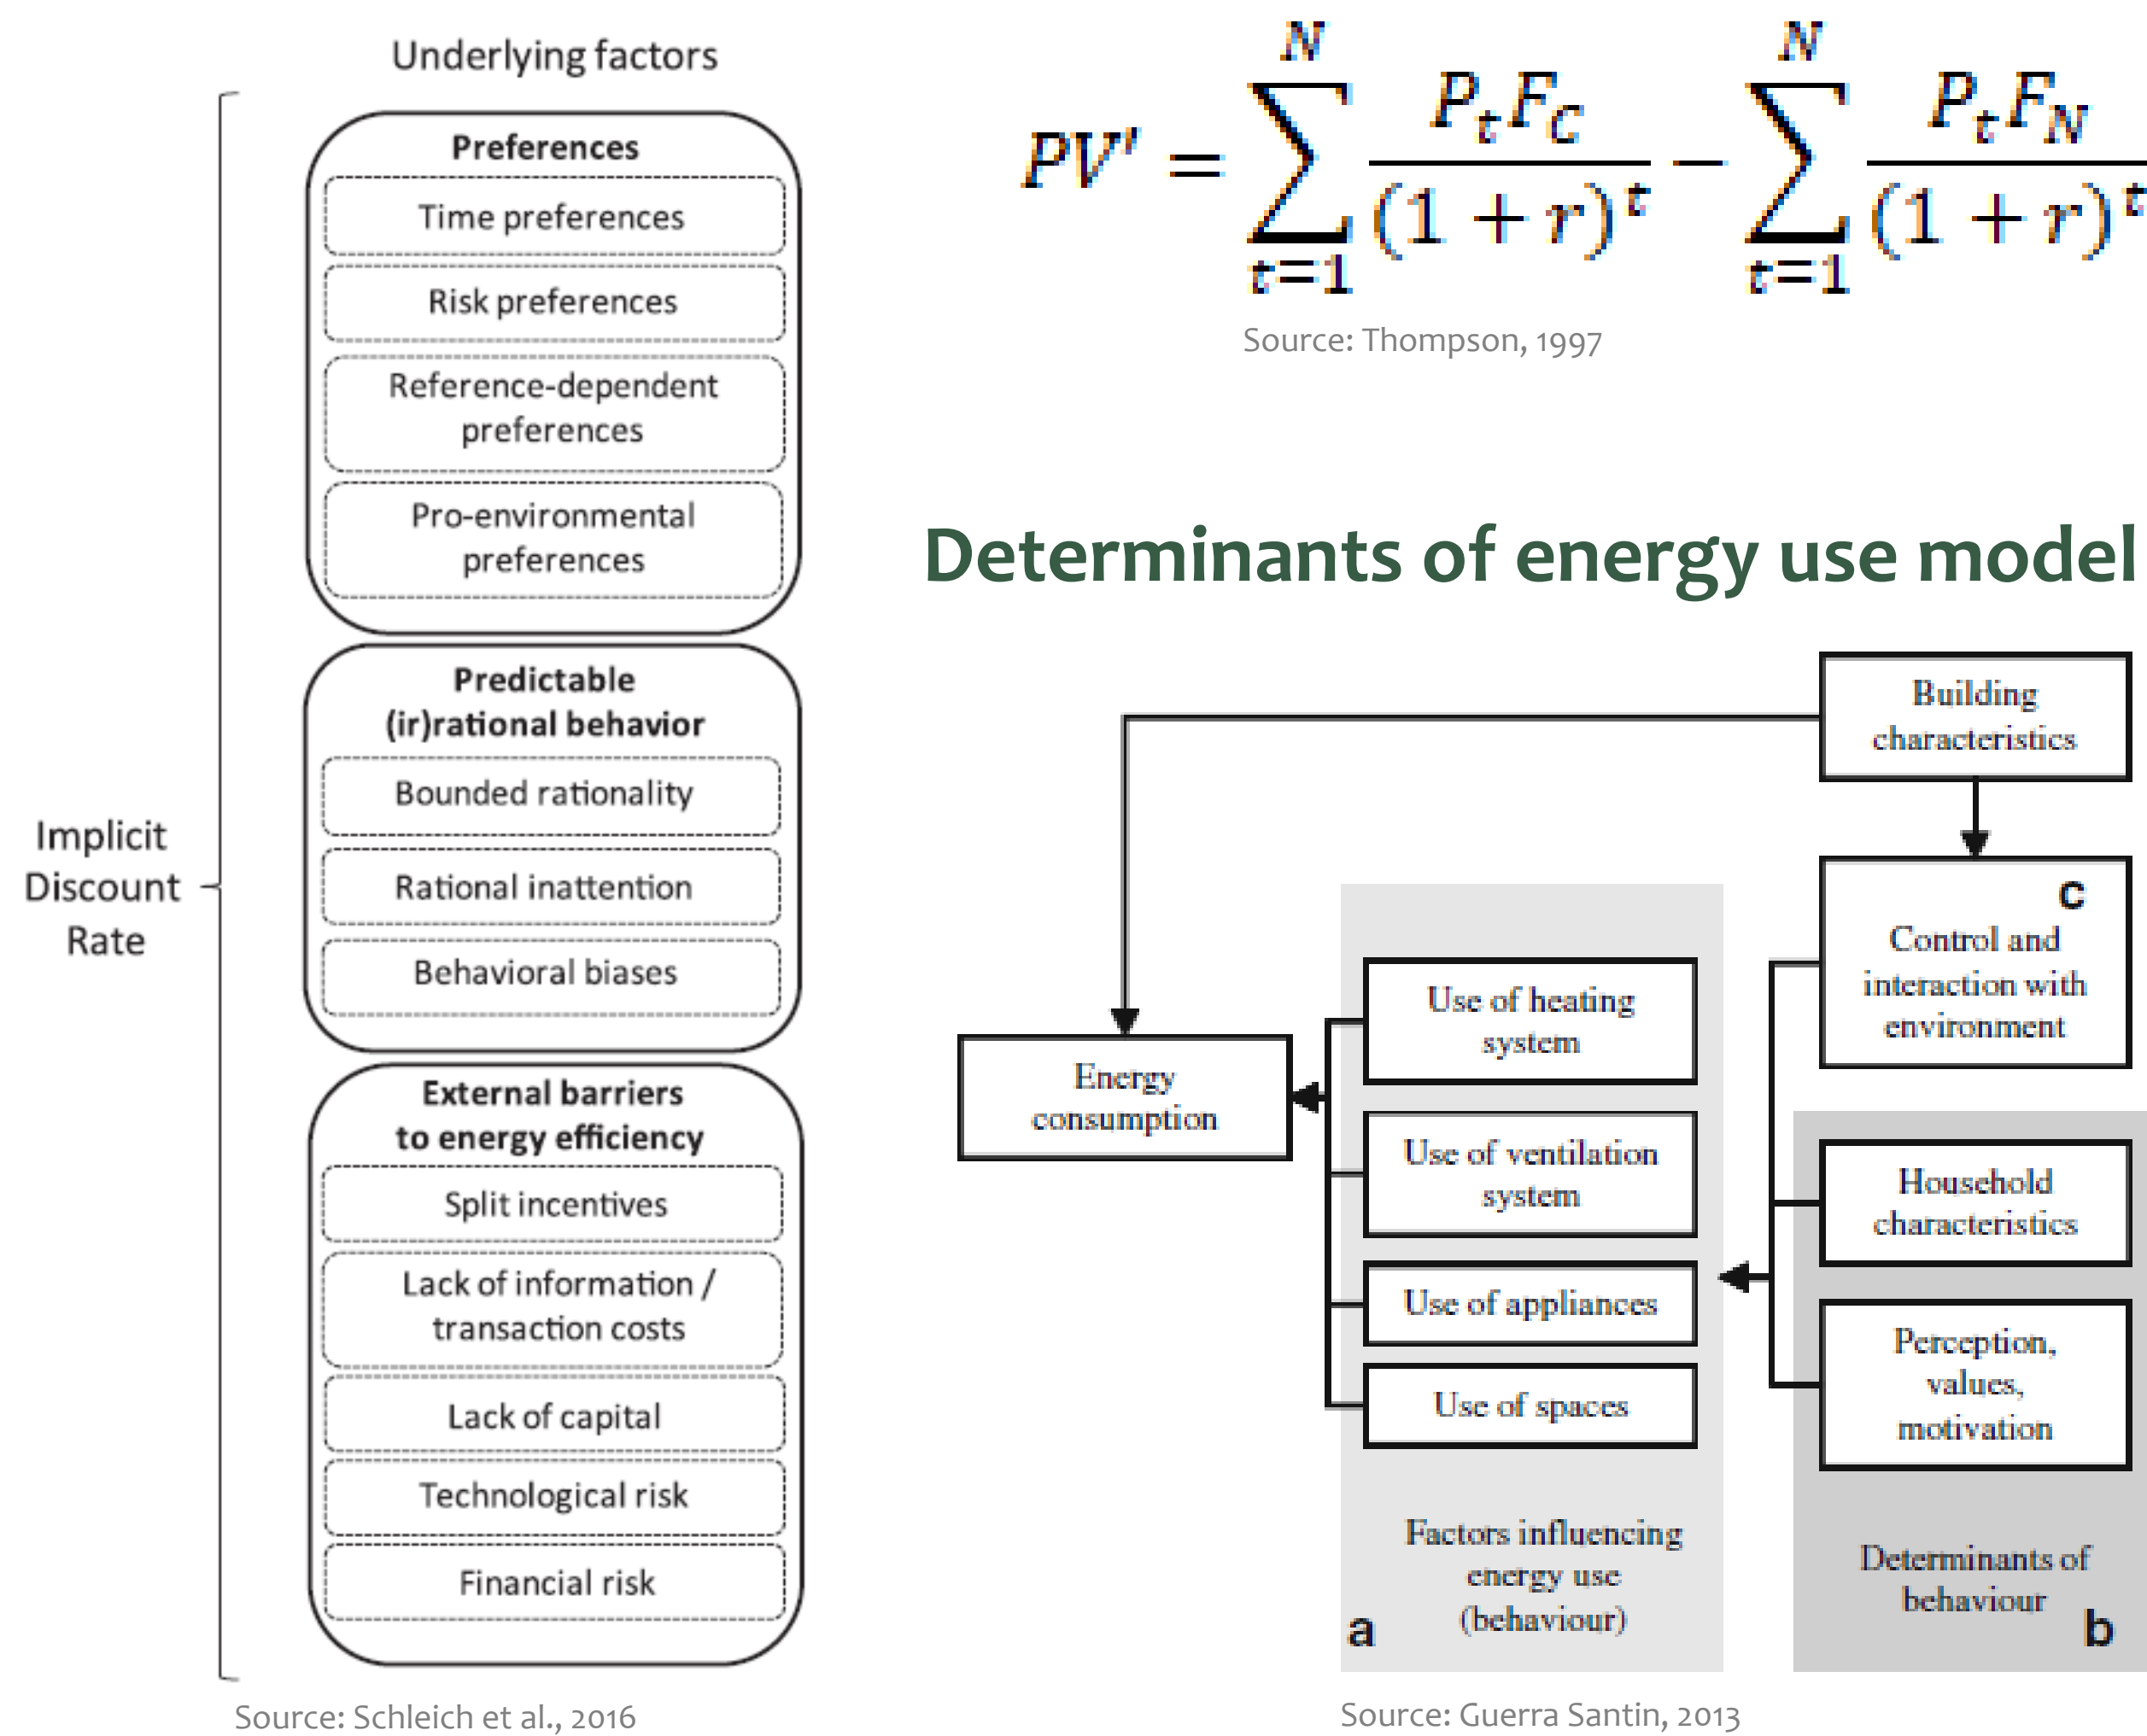 Underlying factors
Preferences
Time preferences
Risk preferences
Reference-dependent
preferences
Pro-environmental
preferences
Predictable
(ir)rational behavior
Bounded rationality
Rational inattention
Behavioral biases
External barriers
to energy efficiency
Split incentives
Lack of information /
transaction costs
Lack of capital
Technological risk
Financial risk
Implicit
Discount
Rate
Source: Schleich et al., 2016
PV' = ∑_{t=1}^{N} P_t F_C / (1 + r)^t − ∑_{t=1}^{N} P_t F_N / (1 + r)^t
Source: Thompson, 1997
Determinants of energy use model
Building
characteristics
c
Control and
interaction with
environment
Energy
consumption
Use of heating
system
Use of ventilation
system
Use of appliances
Use of spaces
Factors influencing
energy use
(behaviour)
a
Household
characteristics
Perception,
values,
motivation
Determinants of
behaviour
b
Source: Guerra Santin, 2013